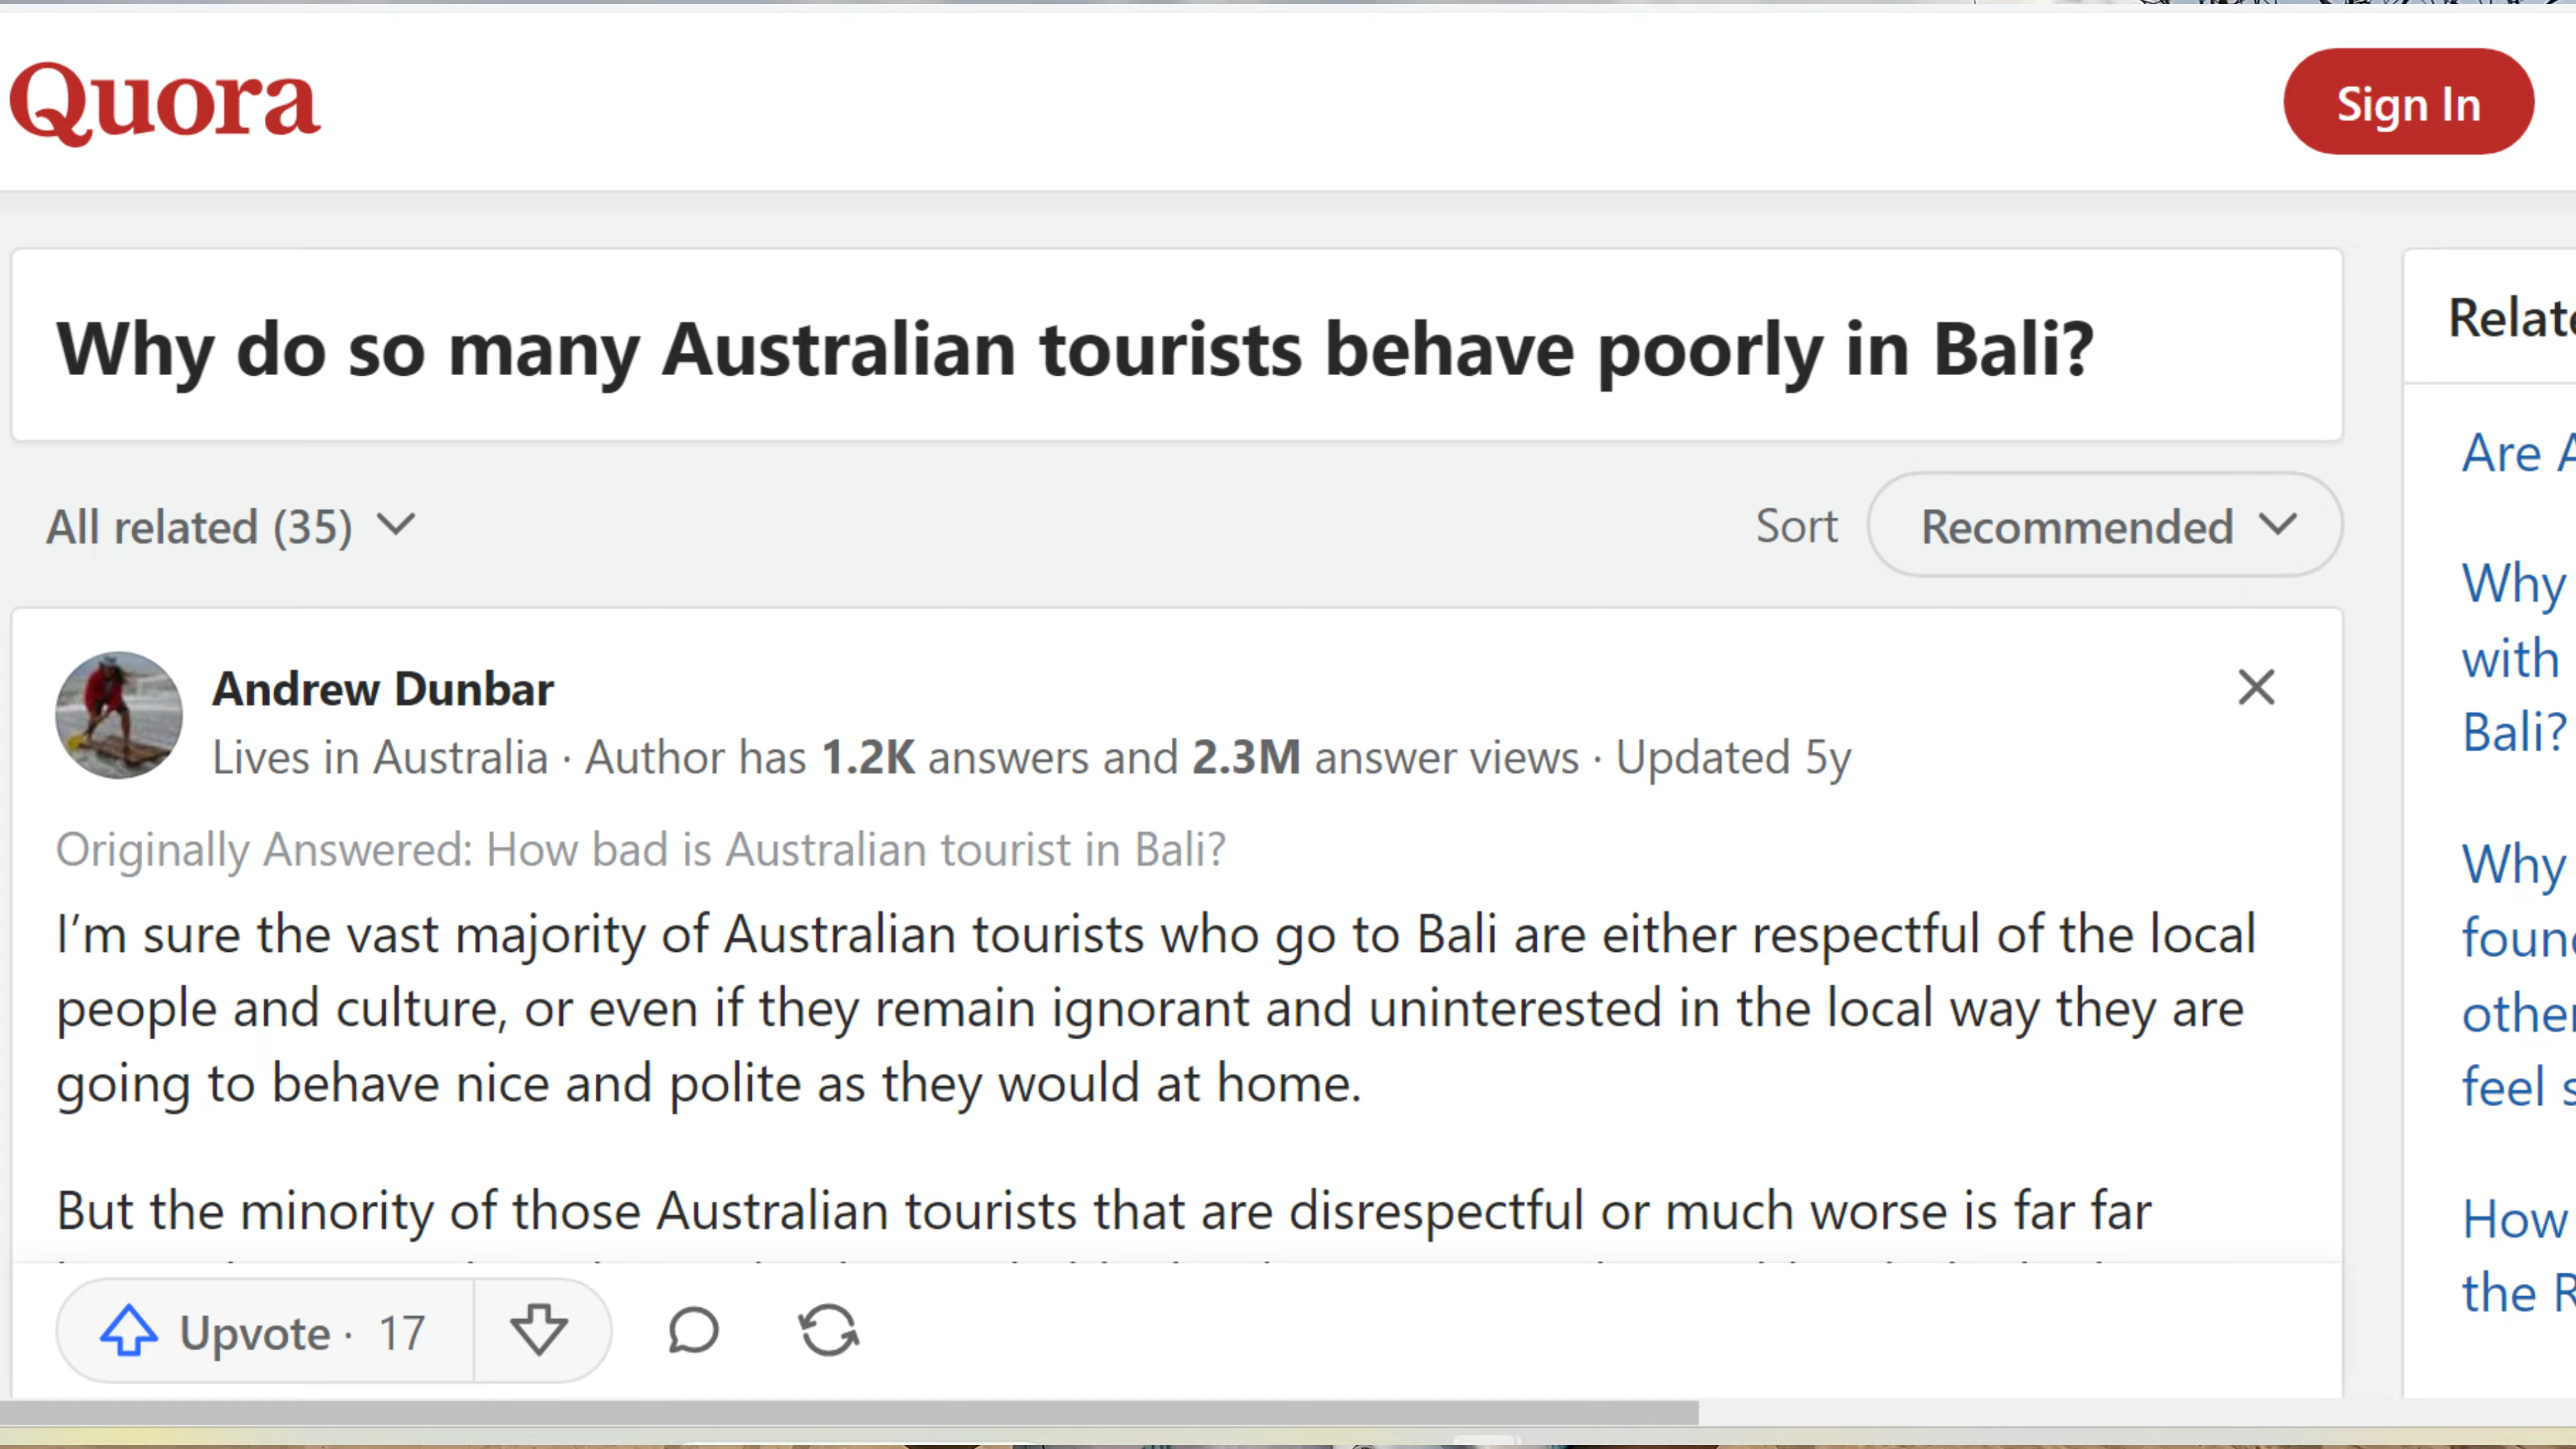 Quora
Sign In
Why do so many Australian tourists behave poorly in Bali?
All related (35)
Sort
Recommended
Andrew Dunbar
Lives in Australia · Author has 1.2K answers and 2.3M answer views · Updated 5y
Originally Answered: How bad is Australian tourist in Bali?
I’m sure the vast majority of Australian tourists who go to Bali are either respectful of the local
people and culture, or even if they remain ignorant and uninterested in the local way they are
going to behave nice and polite as they would at home.
But the minority of those Australian tourists that are disrespectful or much worse is far far
Upvote · 17
Are
Why
with
Bali?
Why
How
the
feel